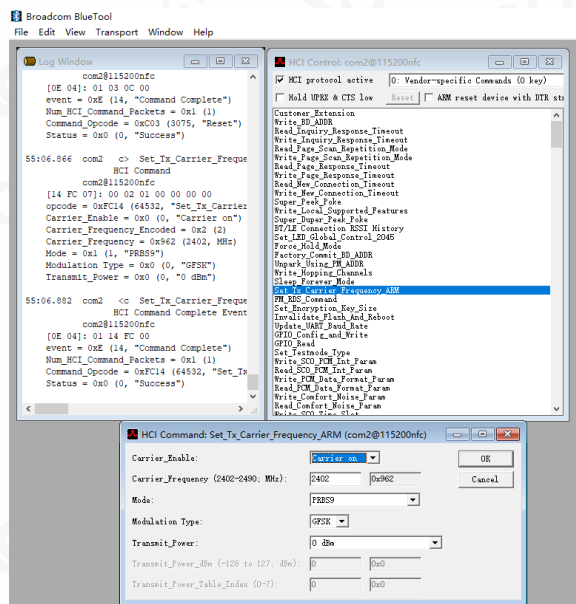 Broadcom BlueTool
File Edit View Transport Window Help
Log Window
com2@115200nfc
[0E 04]: 01 03 0C 00
event = 0xE (14, "Command Complete")
Num_HCI_Command_Packets = 0x1 (1)
Command_Opcode = 0xC03 (3075, "Reset")
Status = 0x0 (0, "Success")
55:06.866 com2 c> Set_Tx_Carrier_Freque
HCI Command
com2@115200nfc
[14 FC 07]: 00 02 01 00 00 00 00
opcode = 0xFC14 (64532, "Set_Tx_Carrier
Carrier_Enable = 0x0 (0, "Carrier on")
Carrier_Frequency_Encoded = 0x2 (2)
Carrier_Frequency = 0x962 (2402, MHz)
Mode = 0x1 (1, "PRBS9")
Modulation Type = 0x0 (0, "GFSK")
Transmit_Power = 0x0 (0, "0 dBm")
55:06.882 com2 <c Set_Tx_Carrier_Freque
HCI Command Complete Event
com2@115200nfc
[0E 04]: 01 14 FC 00
event = 0xE (14, "Command Complete")
Num_HCI_Command_Packets = 0x1 (1)
Command_Opcode = 0xFC14 (64532, "Set_Tx
Status = 0x0 (0, "Success")
HCI Control: com2@115200nfc
HCI protocol active 0: Vendor-specific Commands (0 key)
Hold UPRX & CTS low Reset ARM reset device with DTR str
Customer_Extension
Write_BD_ADDR
Read_Inquiry_Response_Timeout
Write_Inquiry_Response_Timeout
Read_Page_Scan_Repetition_Mode
Write_Page_Scan_Repetition_Mode
Read_Page_Response_Timeout
Write_Page_Response_Timeout
Read_New_Connection_Timeout
Write_New_Connection_Timeout
Super_Peek_Poke
Write_Local_Supported_Features
Super_Duper_Peek_Poke
BT/LE Connection RSSI History
Set_LED_Global_Control_2045
Force_Hold_Mode
Factory_Commit_BD_ADDR
Unpark_Using_PM_ADDR
Write_Hopping_Channels
Sleep_Forever_Mode
Set_Tx_Carrier_Frequency_ARM
FM_RDS_Command
Set_Encryption_Key_Size
Invalidate_Flash_And_Reboot
Update_UART_Baud_Rate
GPIO_Config_and_Write
GPIO_Read
Set_Testmode_Type
Write_SCO_PCM_Int_Param
Read_SCO_PCM_Int_Param
Write_PCM_Data_Format_Param
Read_PCM_Data_Format_Param
Write_Comfort_Noise_Param
Read_Comfort_Noise_Param
Write_SCO_Time_Slot
HCI Command: Set_Tx_Carrier_Frequency_ARM (com2@115200nfc)
Carrier_Enable: Carrier on OK
Carrier_Frequency (2402-2490; MHz): 2402 0x962 Cancel
Mode: PRBS9
Modulation Type: GFSK
Transmit_Power: 0 dBm
Transmit_Power_dBm (-128 to 127; dBm): 0 0x0
Transmit_Power_Table_Index (0-7): 0 0x0